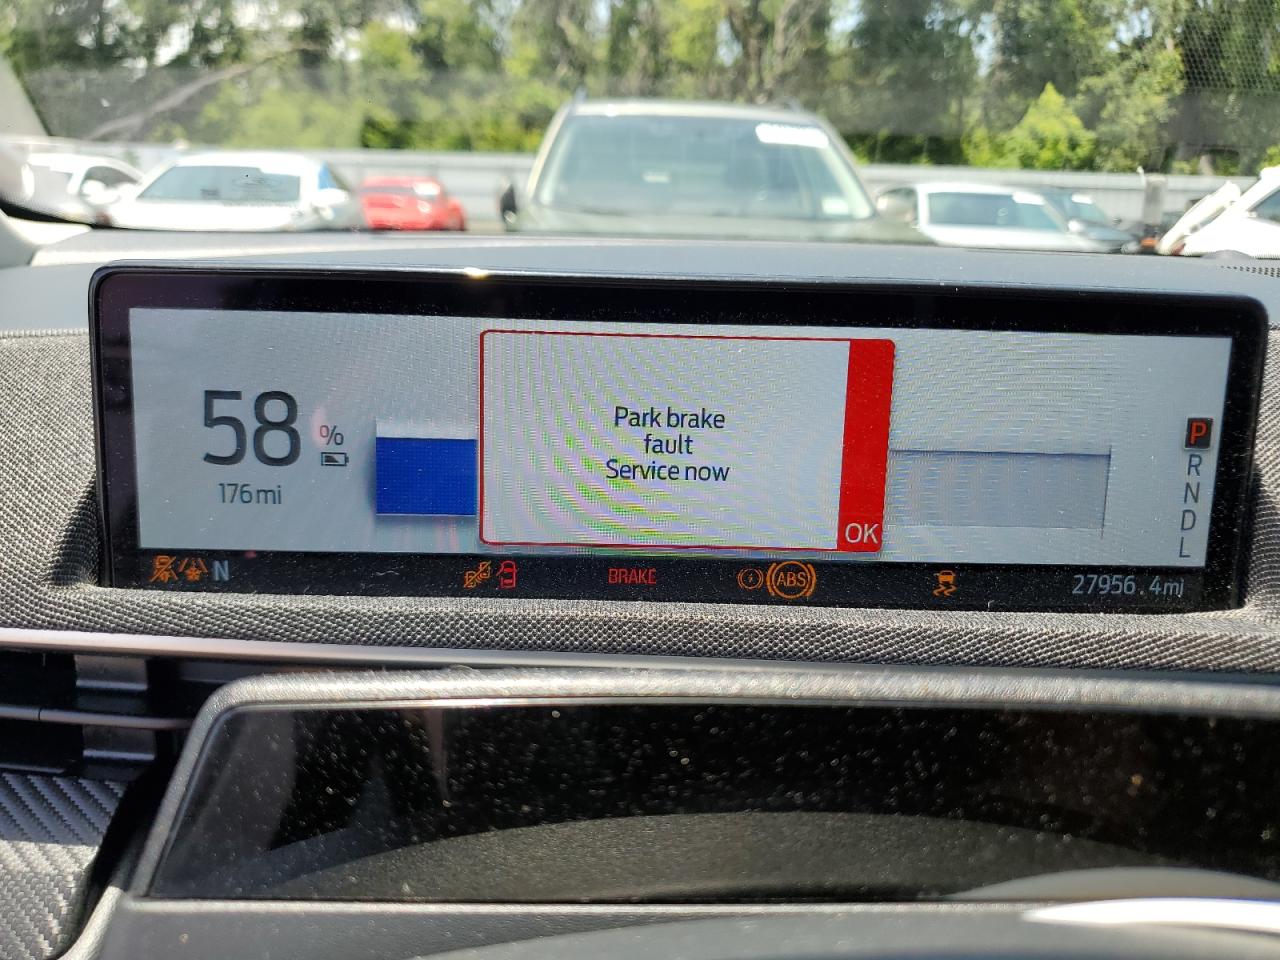 58 %
176mi
Park brake
fault
Service now
OK
P
R
N
D
L
N
BRAKE
ABS
27956.4mi